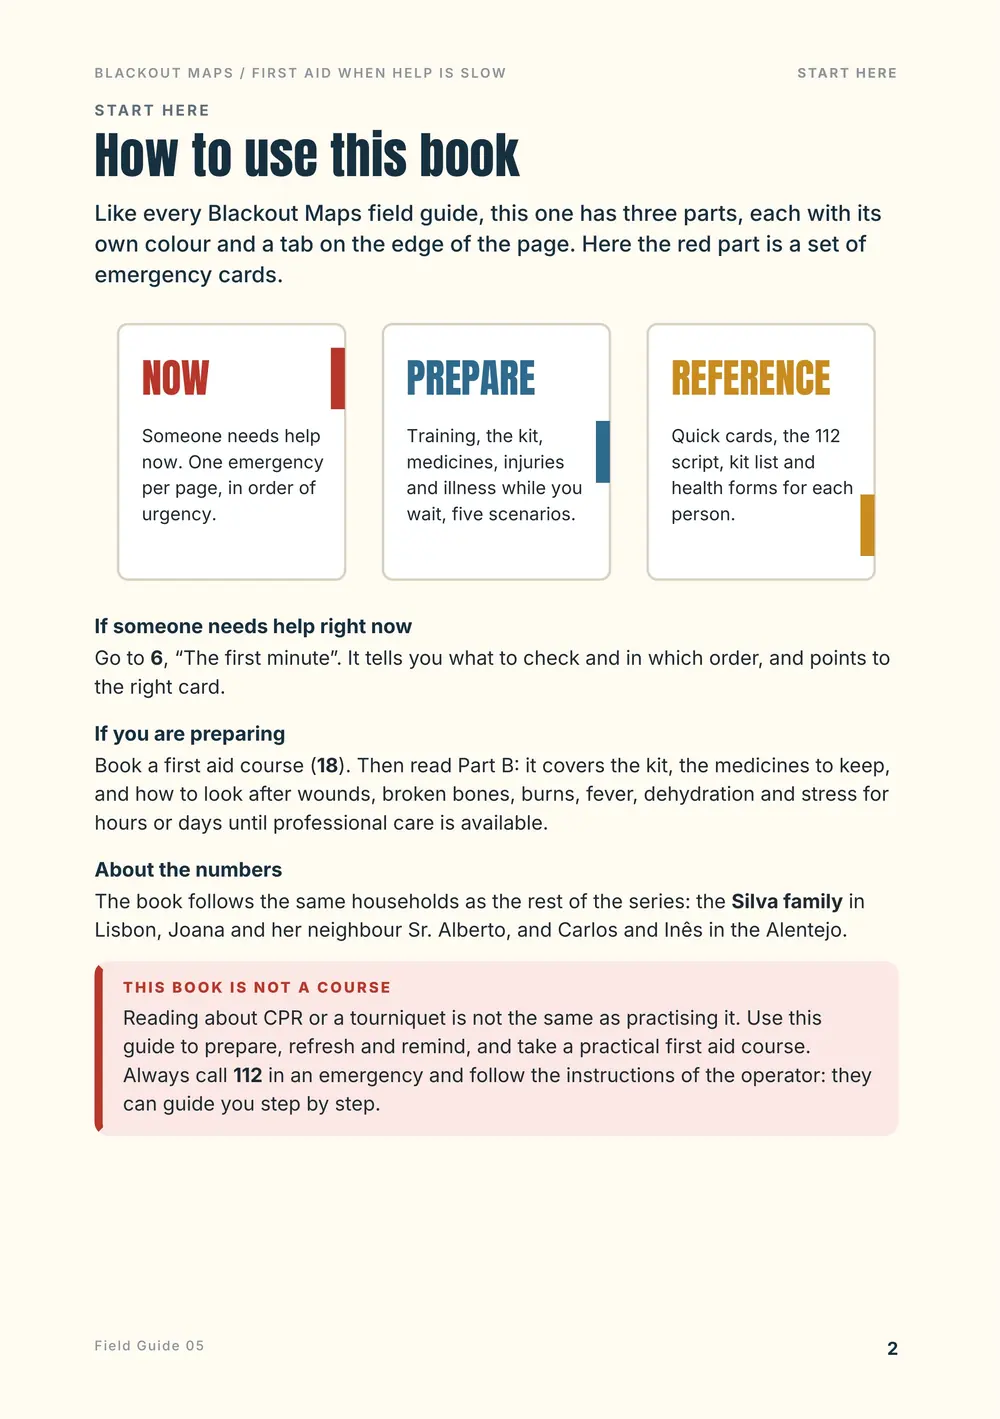 BLACKOUT MAPS / FIRST AID WHEN HELP IS SLOW
START HERE
START HERE
How to use this book
Like every Blackout Maps field guide, this one has three parts, each with its
own colour and a tab on the edge of the page. Here the red part is a set of
emergency cards.
NOW
Someone needs help
now. One emergency
per page, in order of
urgency.
PREPARE
Training, the kit,
medicines, injuries
and illness while you
wait, five scenarios.
REFERENCE
Quick cards, the 112
script, kit list and
health forms for each
person.
If someone needs help right now
Go to 6, “The first minute”. It tells you what to check and in which order, and points to
the right card.
If you are preparing
Book a first aid course (18). Then read Part B: it covers the kit, the medicines to keep,
and how to look after wounds, broken bones, burns, fever, dehydration and stress for
hours or days until professional care is available.
About the numbers
The book follows the same households as the rest of the series: the Silva family in
Lisbon, Joana and her neighbour Sr. Alberto, and Carlos and Inês in the Alentejo.
THIS BOOK IS NOT A COURSE
Reading about CPR or a tourniquet is not the same as practising it. Use this
guide to prepare, refresh and remind, and take a practical first aid course.
Always call 112 in an emergency and follow the instructions of the operator: they
can guide you step by step.
Field Guide 05
2